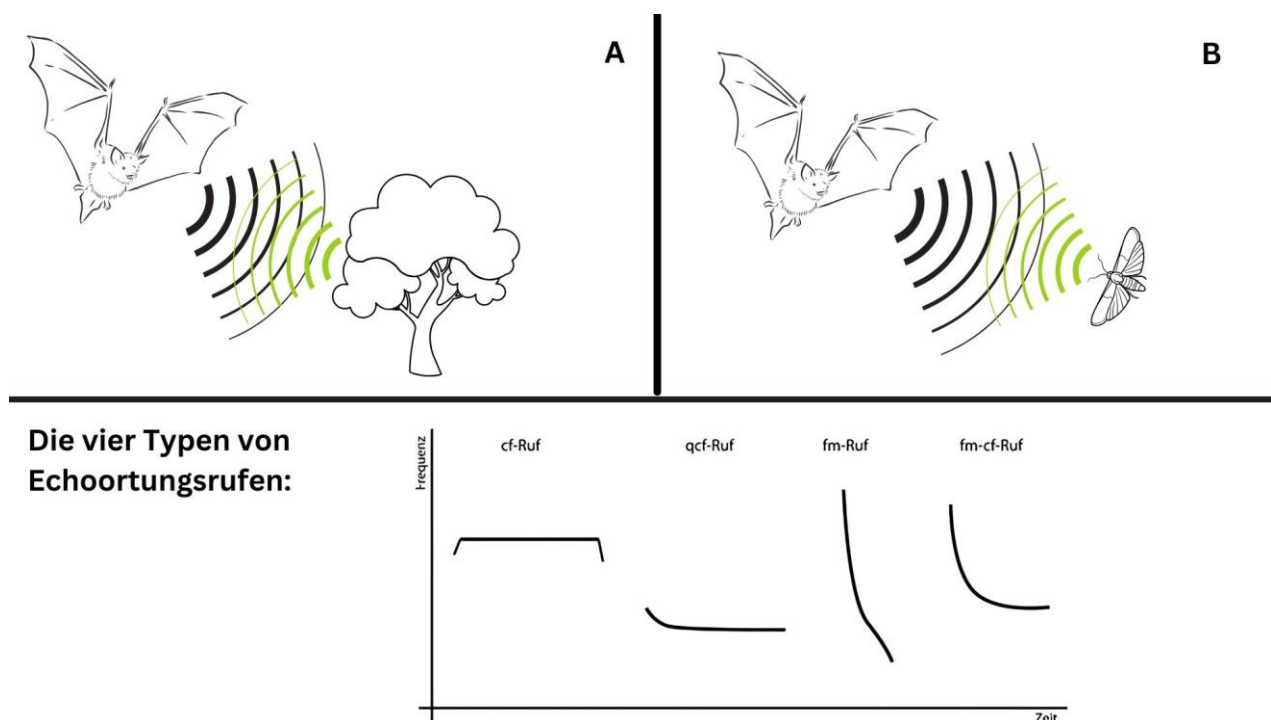 A
B
Die vier Typen von
Echoortungsrufen:
Frequenz
cf-Ruf
qcf-Ruf
fm-Ruf
fm-cf-Ruf
Zeit